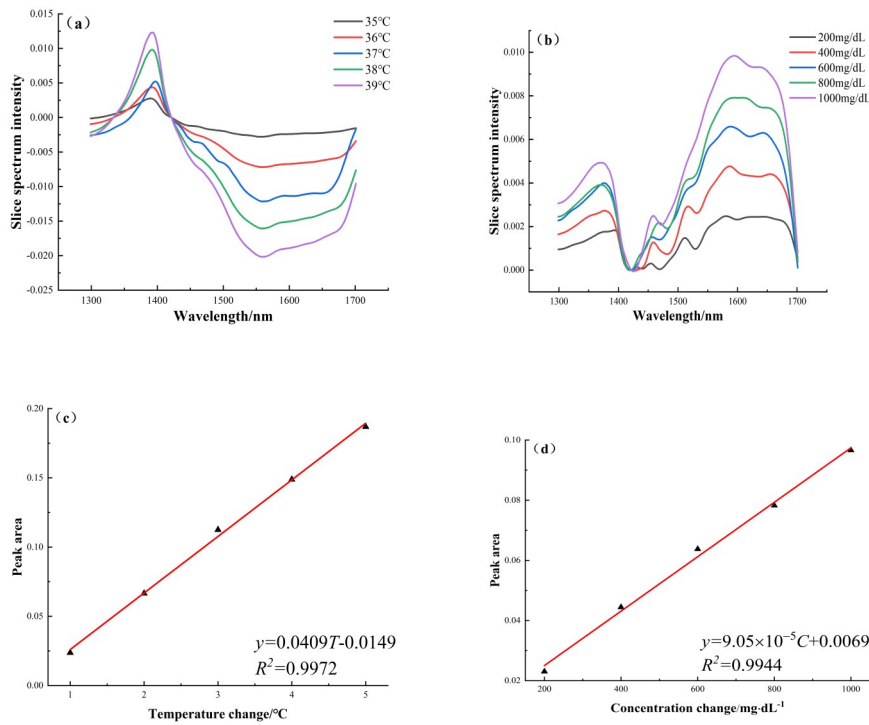 （a）
35℃
36℃
37℃
38℃
39℃
0.015
0.010
0.005
0.000
-0.005
-0.010
-0.015
-0.020
-0.025
Slice spectrum intensity
1300 1400 1500 1600 1700
Wavelength/nm
（b）
200mg/dL
400mg/dL
600mg/dL
800mg/dL
1000mg/dL
0.010
0.008
0.006
0.004
0.002
0.000
Slice spectrum intensity
1300 1400 1500 1600 1700
Wavelength/nm
（c）
0.20
0.15
0.10
0.05
0.00
Peak area
y=0.0409T-0.0149
R²=0.9972
1 2 3 4 5
Temperature change/℃
（d）
0.10
0.08
0.06
0.04
0.02
Peak area
y=9.05×10⁻⁵C+0.0069
R²=0.9944
200 400 600 800 1000
Concentration change/mg·dL⁻¹